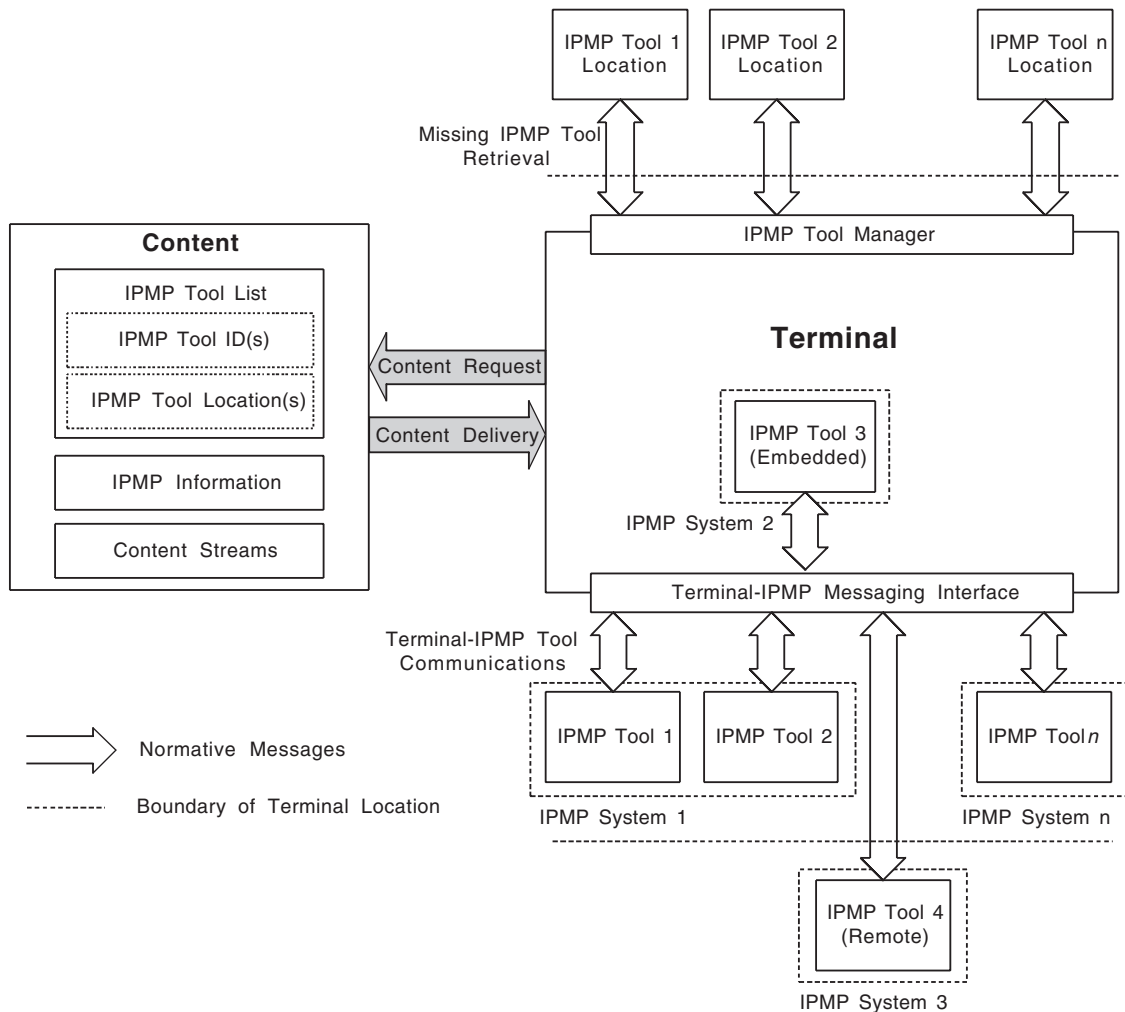 IPMP Tool 1
Location
IPMP Tool 2
Location
IPMP Tool n
Location
Missing IPMP Tool
Retrieval
IPMP Tool Manager
Content
IPMP Tool List
IPMP Tool ID(s)
IPMP Tool Location(s)
IPMP Information
Content Streams
Content Request
Content Delivery
Terminal
IPMP Tool 3
(Embedded)
IPMP System 2
Terminal-IPMP Messaging Interface
Terminal-IPMP Tool
Communications
IPMP Tool 1
IPMP Tool 2
IPMP Tool n
IPMP System 1
IPMP System n
Normative Messages
Boundary of Terminal Location
IPMP Tool 4
(Remote)
IPMP System 3